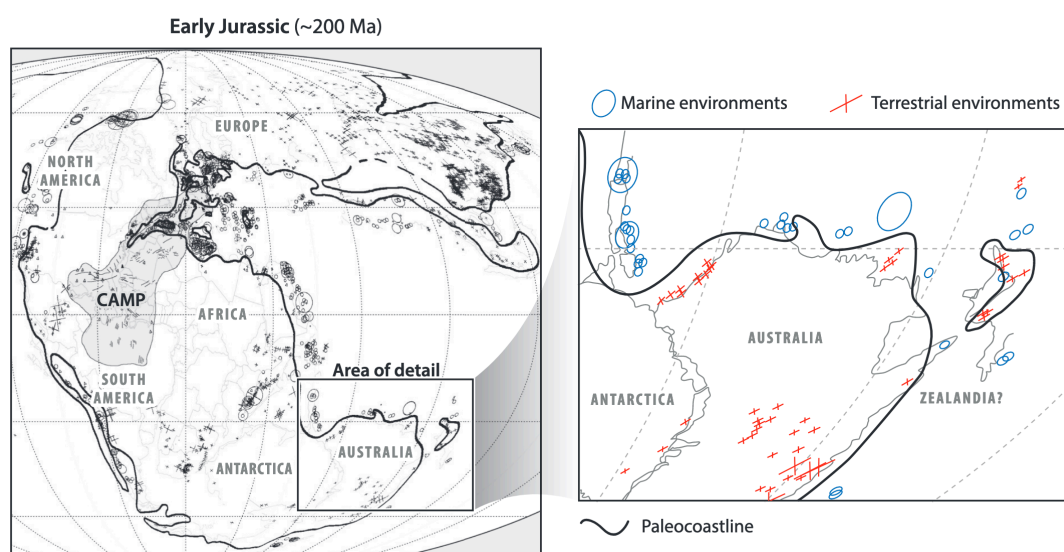 Early Jurassic (~200 Ma)
EUROPE
NORTH
AMERICA
CAMP
AFRICA
SOUTH
AMERICA
Area of detail
AUSTRALIA
ANTARCTICA
Marine environments
Terrestrial environments
AUSTRALIA
ANTARCTICA
ZEALANDIA?
Paleocoastline